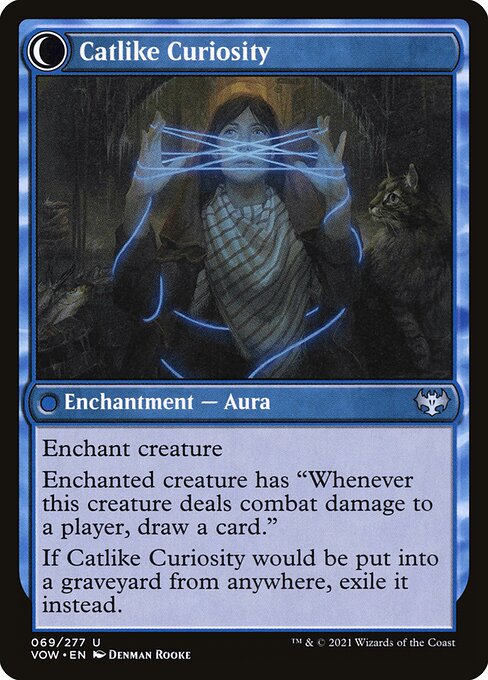 Catlike Curiosity
Enchantment — Aura
Enchant creature
Enchanted creature has “Whenever
this creature deals combat damage to
a player, draw a card.”
If Catlike Curiosity would be put into
a graveyard from anywhere, exile it
instead.
069/277 U
VOW • EN DENMAN ROOKE
™ & © 2021 Wizards of the Coast